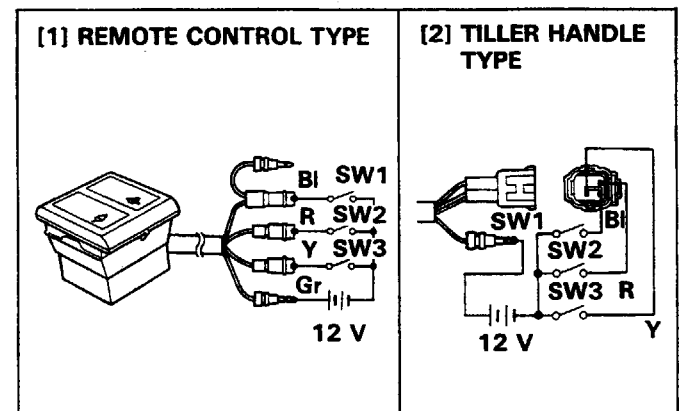 [1] REMOTE CONTROL TYPE
Bl SW1
R SW2
Y SW3
Gr
12 V
[2] TILLER HANDLE
TYPE
SW1 Bl
SW2
SW3 R
12 V Y